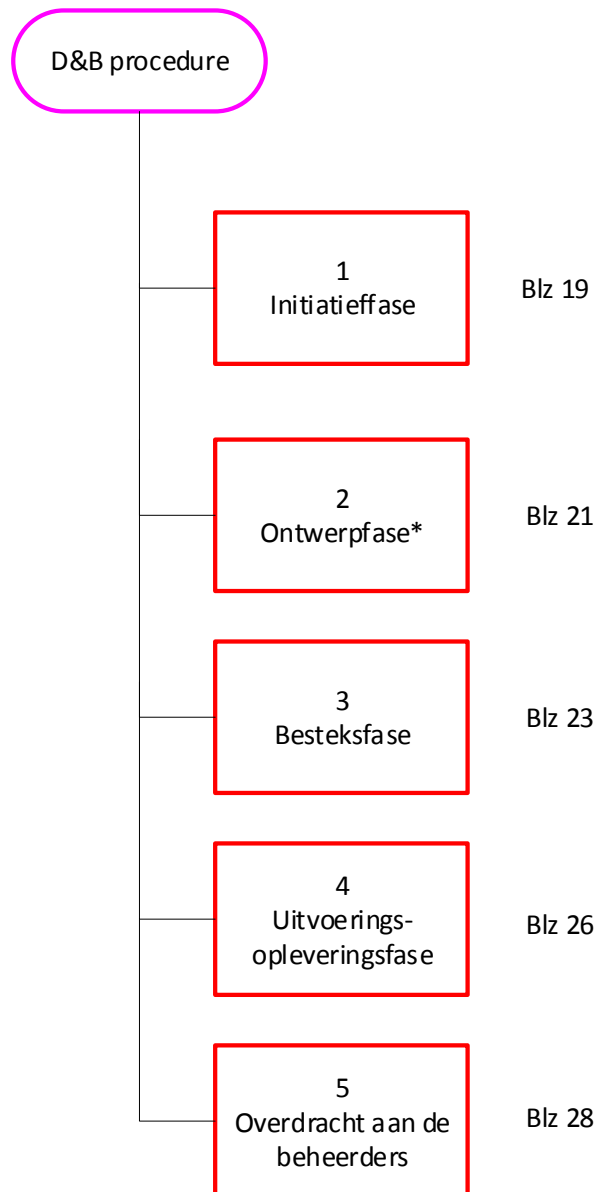 D&B procedure
1
Initiatieffase
Blz 19
2
Ontwerpfase*
Blz 21
3
Besteksfase
Blz 23
4
Uitvoerings-
opleveringsfase
Blz 26
5
Overdracht aan de
beheerders
Blz 28